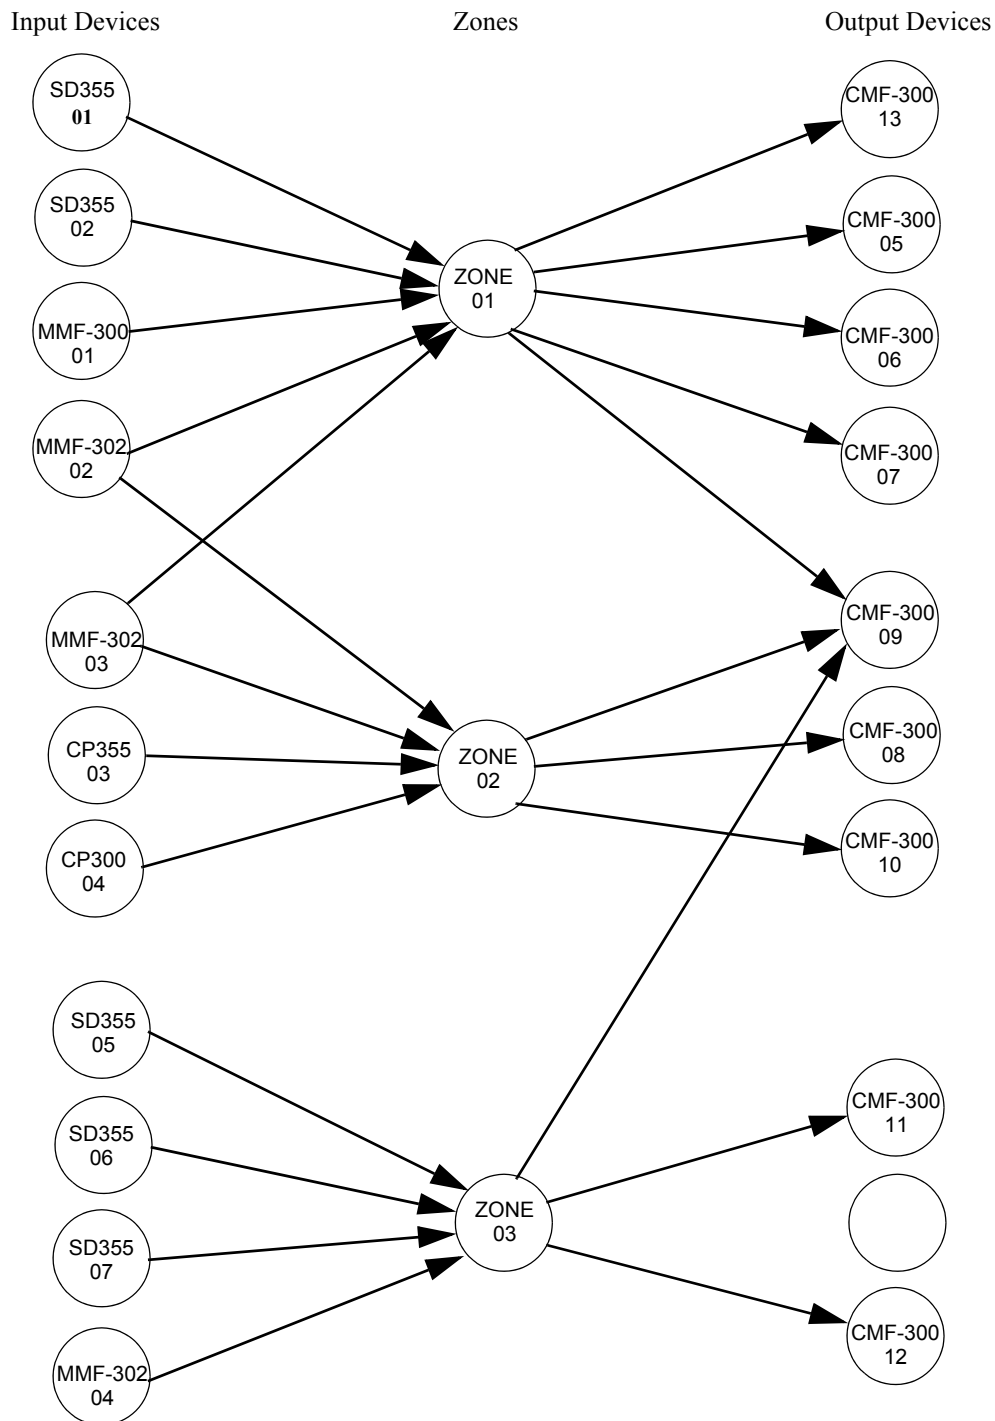 Input Devices
Zones
Output Devices
SD355
01
SD355
02
MMF-300
01
MMF-302
02
MMF-302
03
CP355
03
CP300
04
SD355
05
SD355
06
SD355
07
MMF-302
04
ZONE
01
ZONE
02
ZONE
03
CMF-300
13
CMF-300
05
CMF-300
06
CMF-300
07
CMF-300
09
CMF-300
08
CMF-300
10
CMF-300
11
CMF-300
12